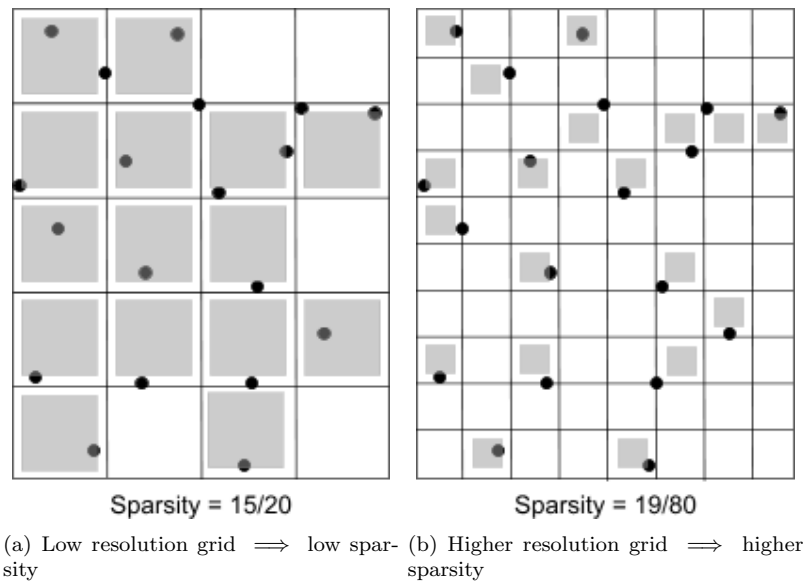 Sparsity = 15/20
Sparsity = 19/80
(a) Low resolution grid ⟹ low spar-
sity
(b) Higher resolution grid ⟹ higher
sparsity